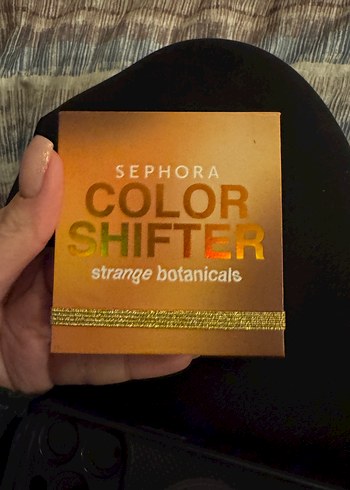 SEPHORA
COLOR
SHIFTER
strange botanicals